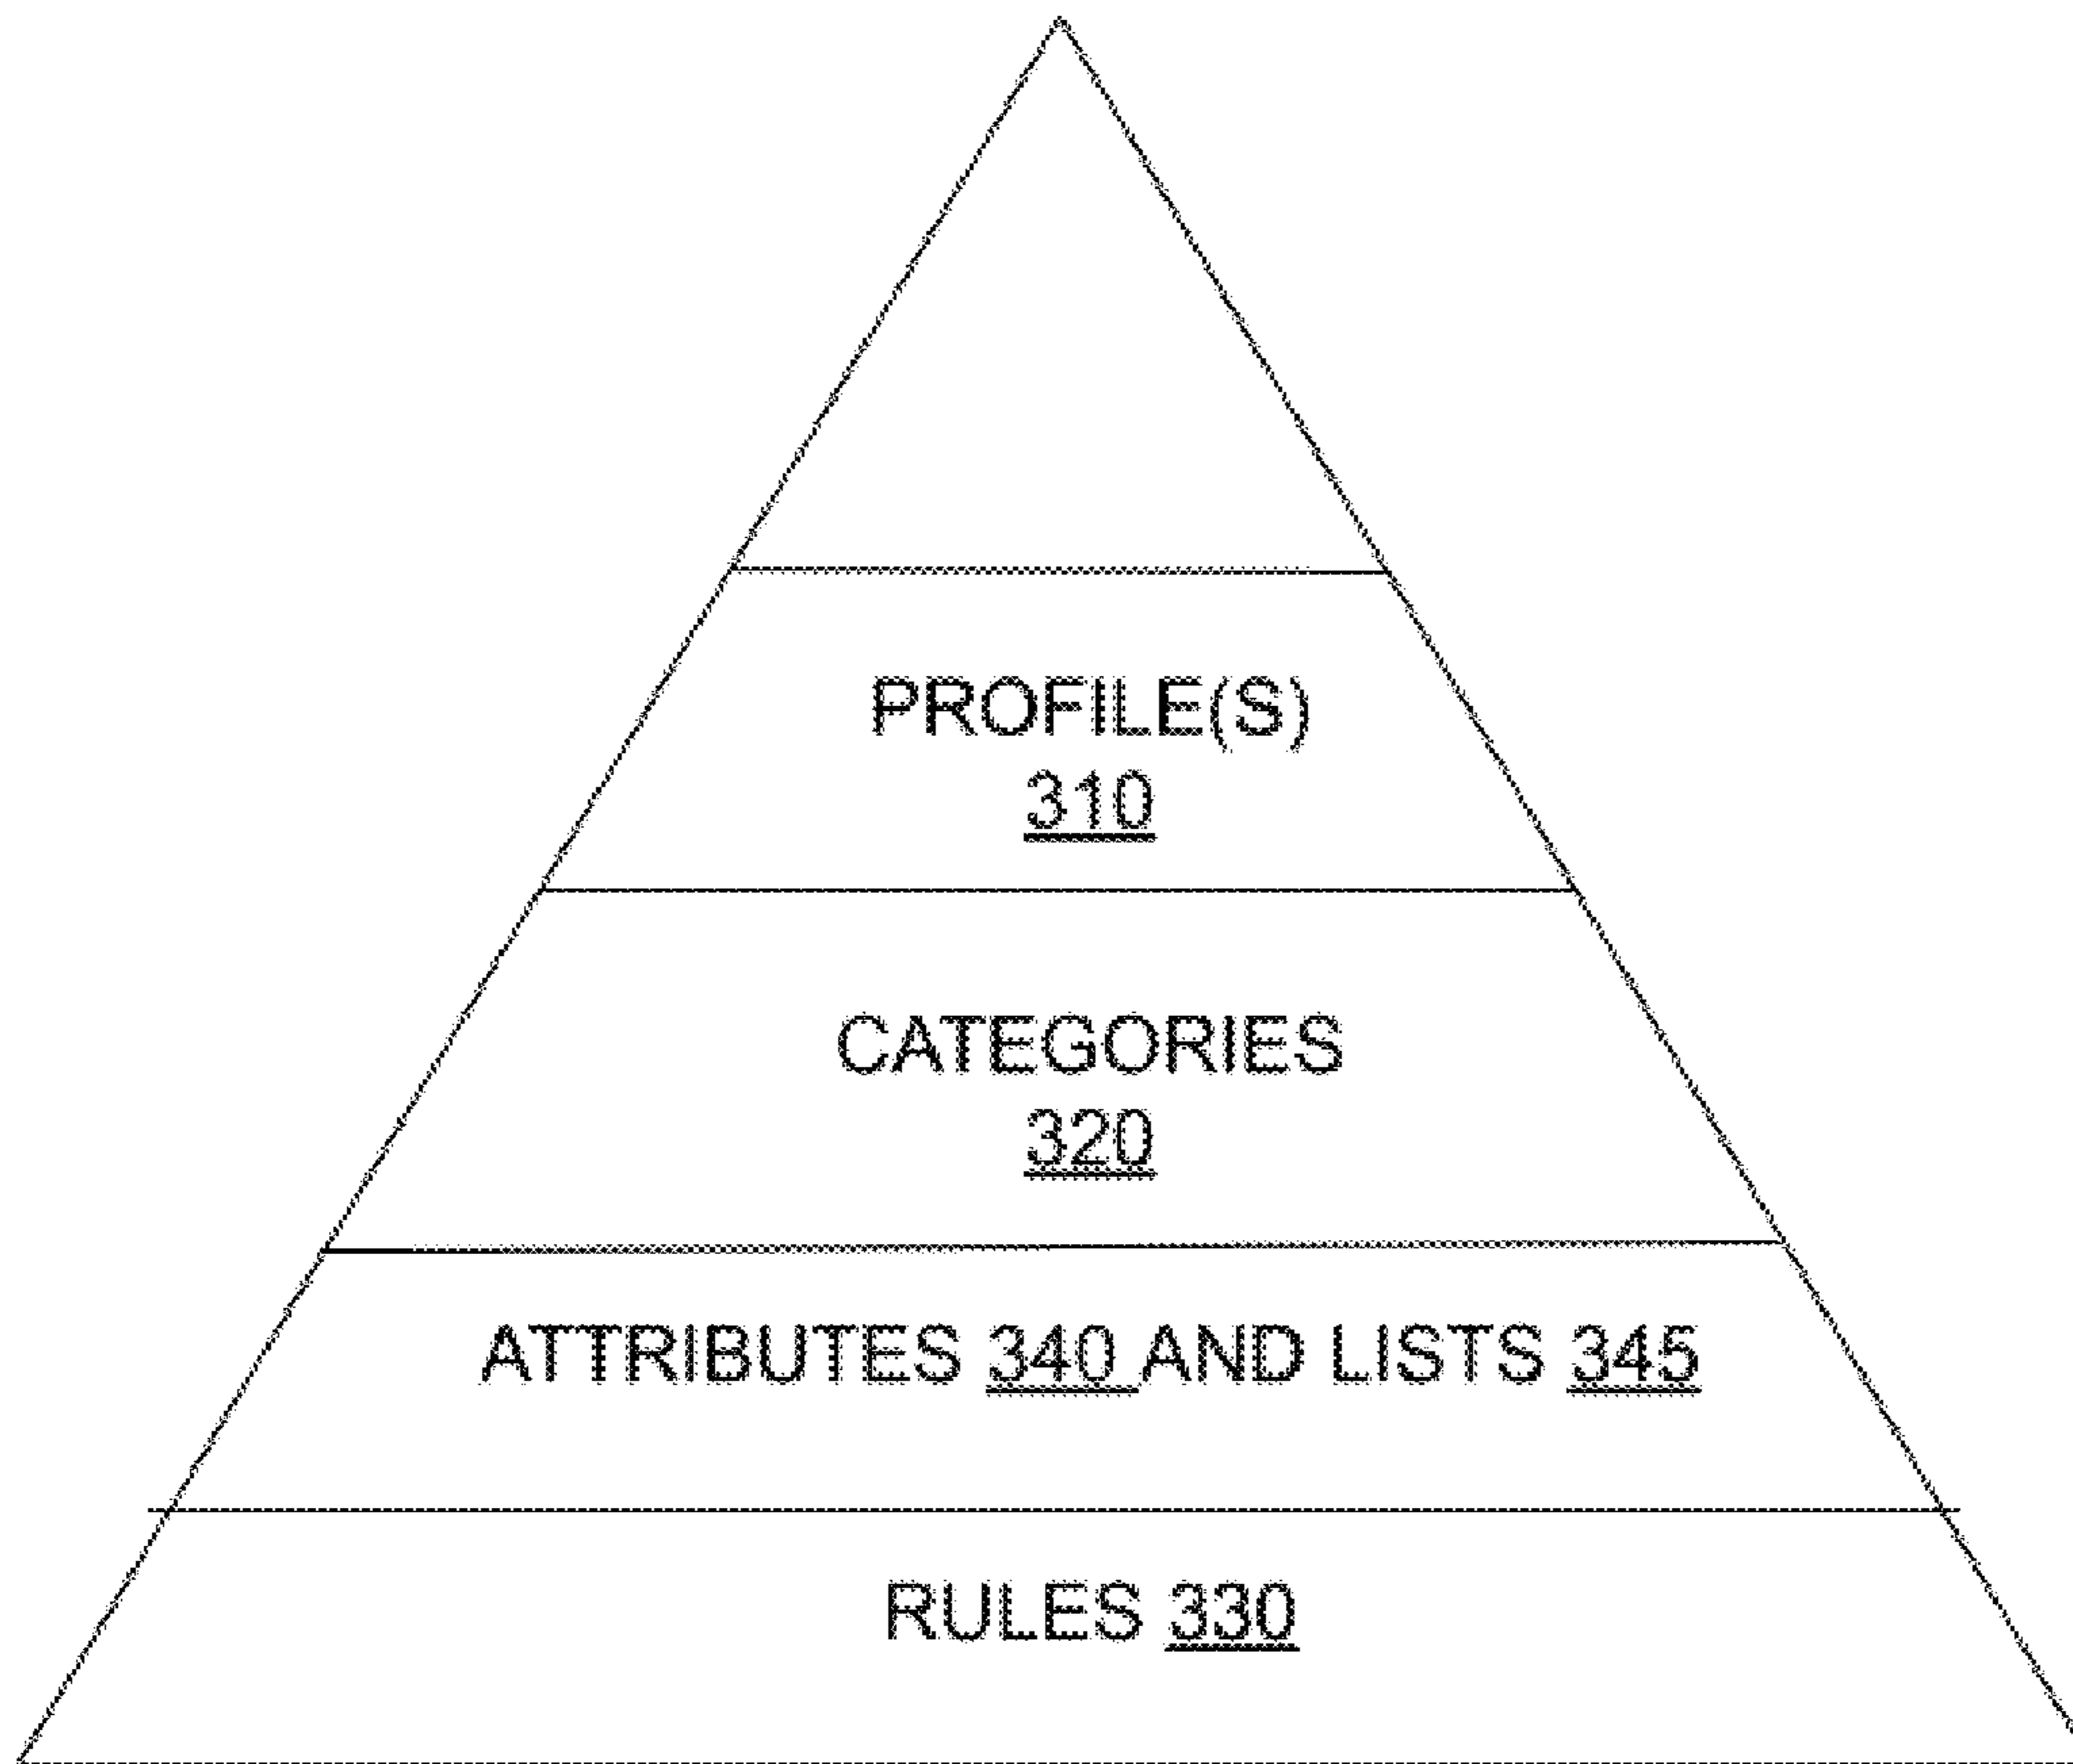 PROFILE(S)
310
CATEGORIES
320
ATTRIBUTES 340 AND LISTS 345
RULES 330